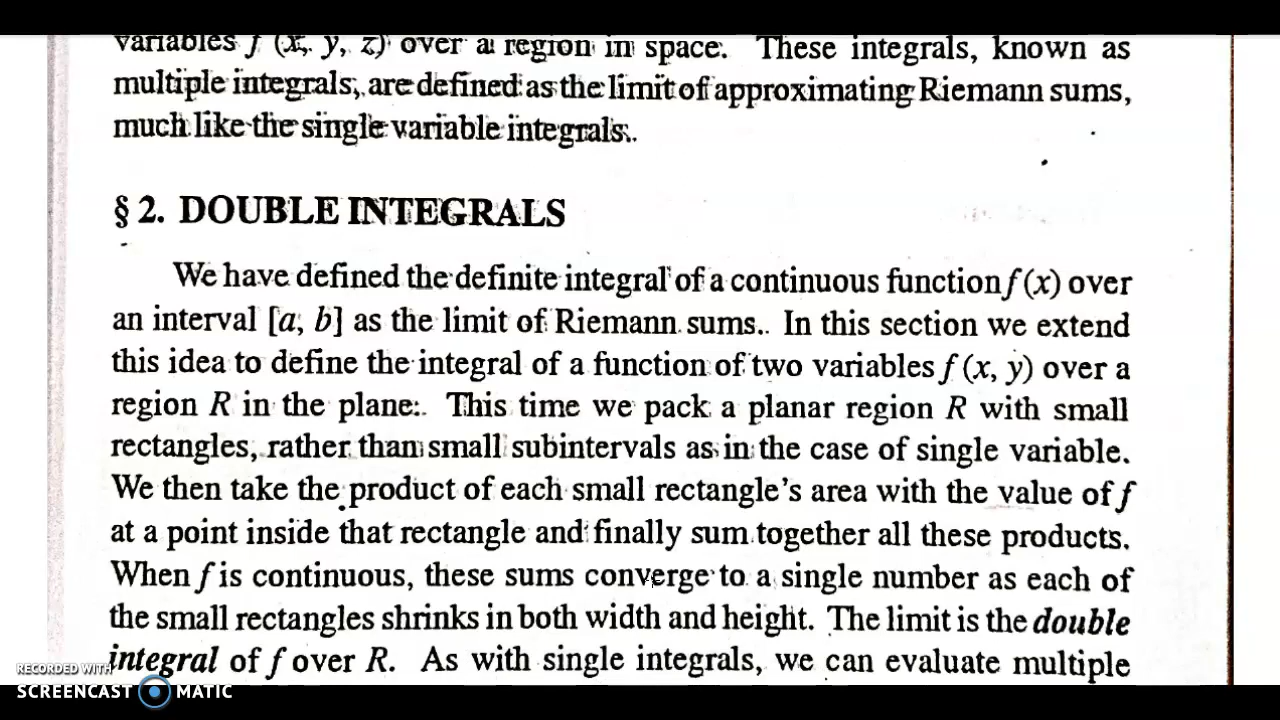 variables f (x, y, z) over a region in space. These integrals, known as
multiple integrals, are defined as the limit of approximating Riemann sums,
much like the single variable integrals.
§ 2. DOUBLE INTEGRALS
We have defined the definite integral of a continuous function f (x) over
an interval [a, b] as the limit of Riemann sums. In this section we extend
this idea to define the integral of a function of two variables f (x, y) over a
region R in the plane. This time we pack a planar region R with small
rectangles, rather than small subintervals as in the case of single variable.
We then take the product of each small rectangle's area with the value of f
at a point inside that rectangle and finally sum together all these products.
When f is continuous, these sums converge to a single number as each of
the small rectangles shrinks in both width and height. The limit is the double
integral of f over R. As with single integrals, we can evaluate multiple
RECORDED WITH
SCREENCAST MATIC